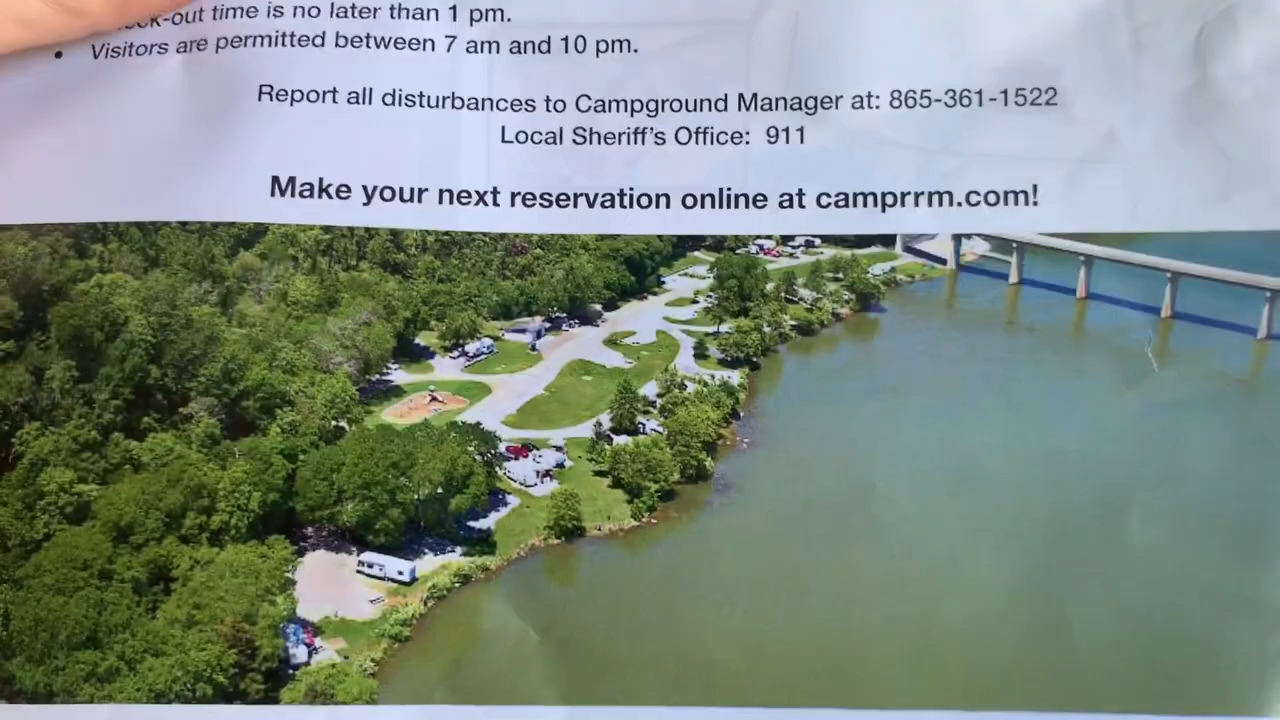 time is no later than 1 pm.
• Visitors are permitted between 7 am and 10 pm.
Report all disturbances to Campground Manager at: 865-361-1522
Local Sheriff's Office: 911
Make your next reservation online at camprrm.com!